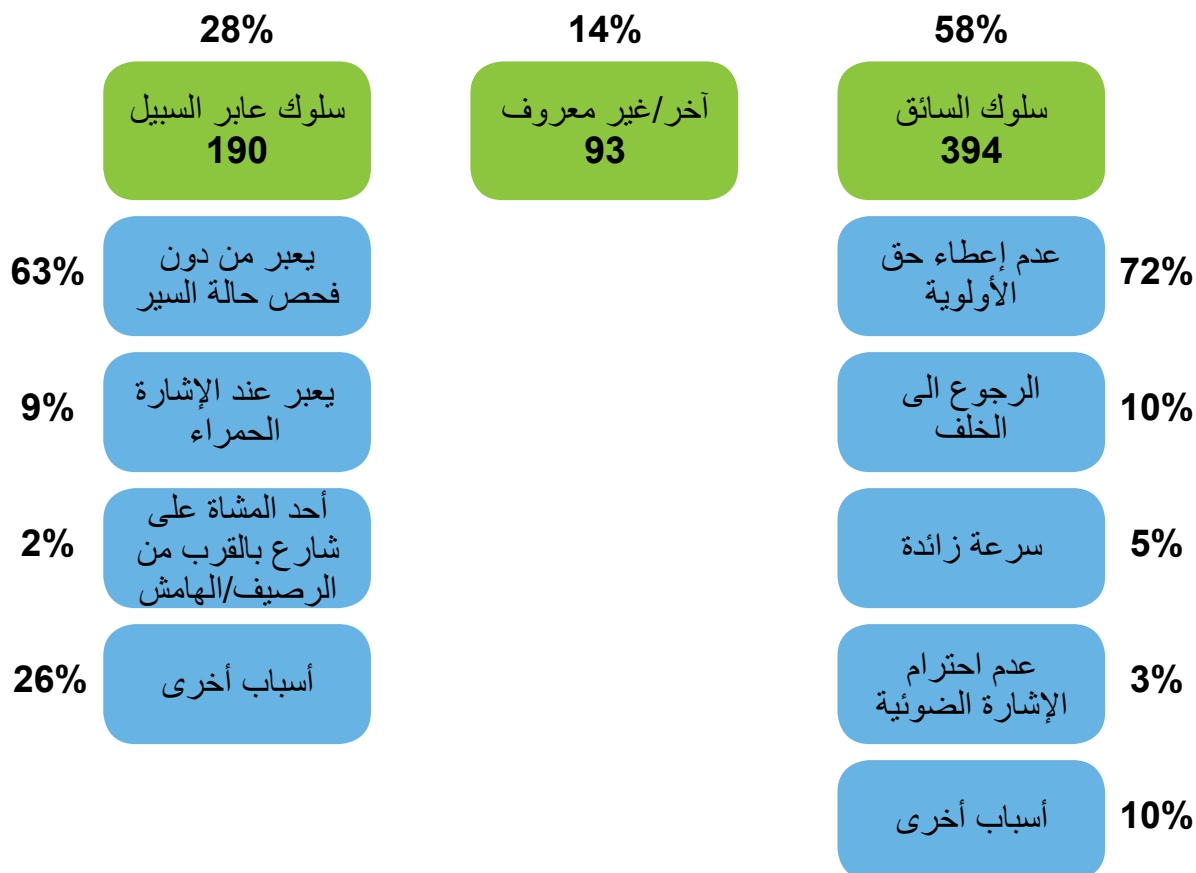 58%
سلوك السائق
394
عدم إعطاء حق
الأولوية
72%
الرجوع الى
الخلف
10%
سرعة زائدة
5%
عدم احترام
الإشارة الضوئية
3%
أسباب أخرى
10%
14%
آخر/غير معروف
93
28%
سلوك عابر السبيل
190
يعبر من دون
فحص حالة السير
63%
يعبر عند الإشارة
الحمراء
9%
أحد المشاة على
شارع بالقرب من
الرصيف/الهامش
2%
أسباب أخرى
26%